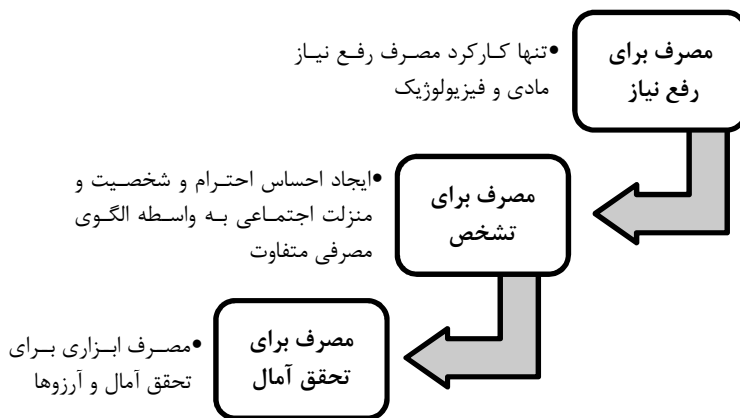 مصرف برای
رفع نیاز
•تنها کارکرد مصرف رفع نیاز
مادی و فیزیولوژیک
مصرف برای
تشخص
•ایجاد احساس احترام و شخصیت و
منزلت اجتماعی به واسطه الگوی
مصرفی متفاوت
مصرف برای
تحقق آمال
•مصرف ابزاری برای
تحقق آمال و آرزوها